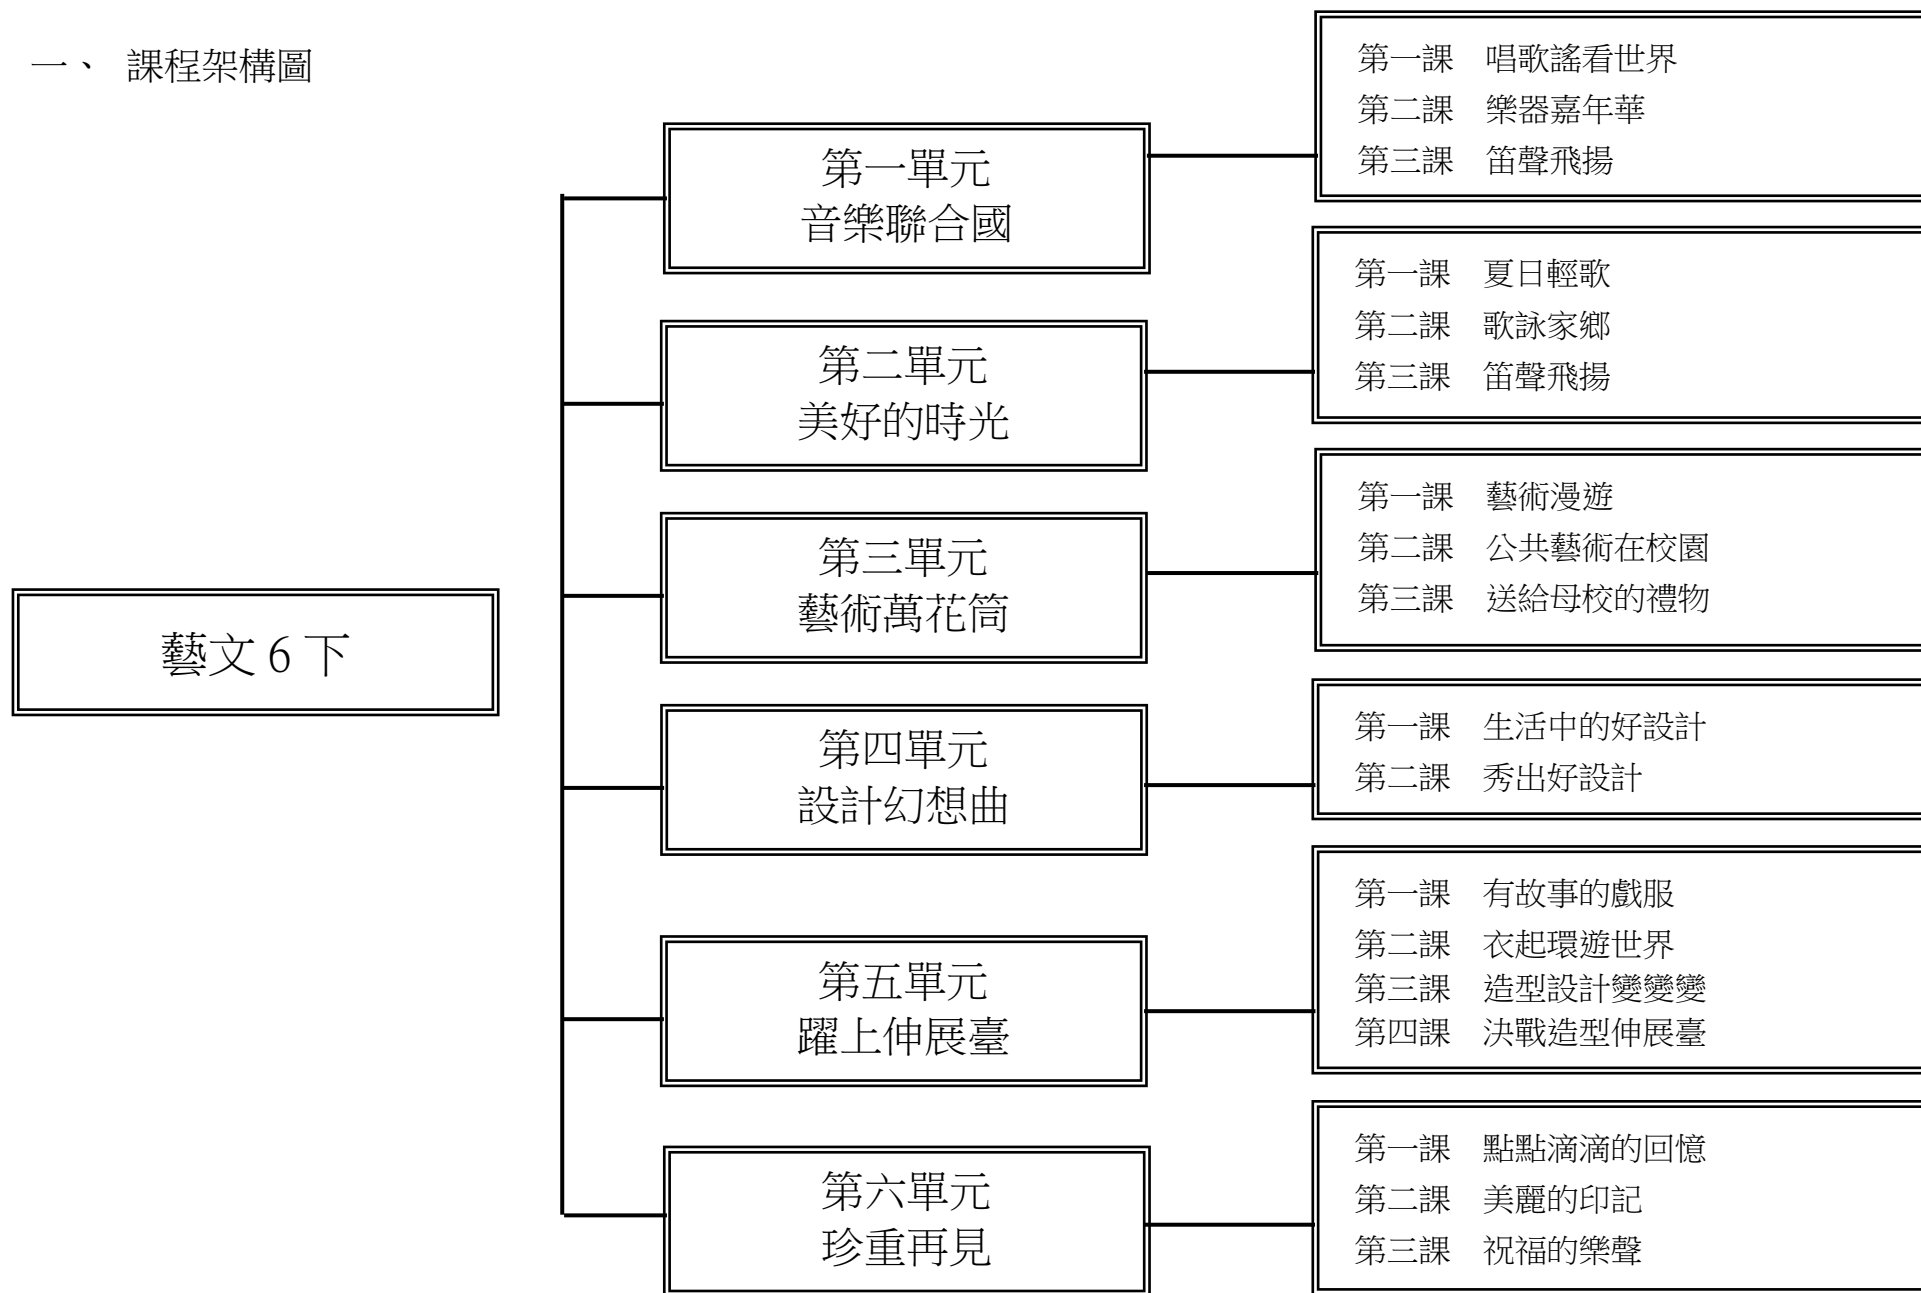 一、 課程架構圖
藝文6下
第一單元
音樂聯合國
第一課 唱歌謠看世界
第二課 樂器嘉年華
第三課 笛聲飛揚
第二單元
美好的時光
第一課 夏日輕歌
第二課 歌詠家鄉
第三課 笛聲飛揚
第三單元
藝術萬花筒
第一課 藝術漫遊
第二課 公共藝術在校園
第三課 送給母校的禮物
第四單元
設計幻想曲
第一課 生活中的好設計
第二課 秀出好設計
第五單元
躍上伸展臺
第一課 有故事的戲服
第二課 衣起環遊世界
第三課 造型設計變變變
第四課 決戰造型伸展臺
第六單元
珍重再見
第一課 點點滴滴的回憶
第二課 美麗的印記
第三課 祝福的樂聲